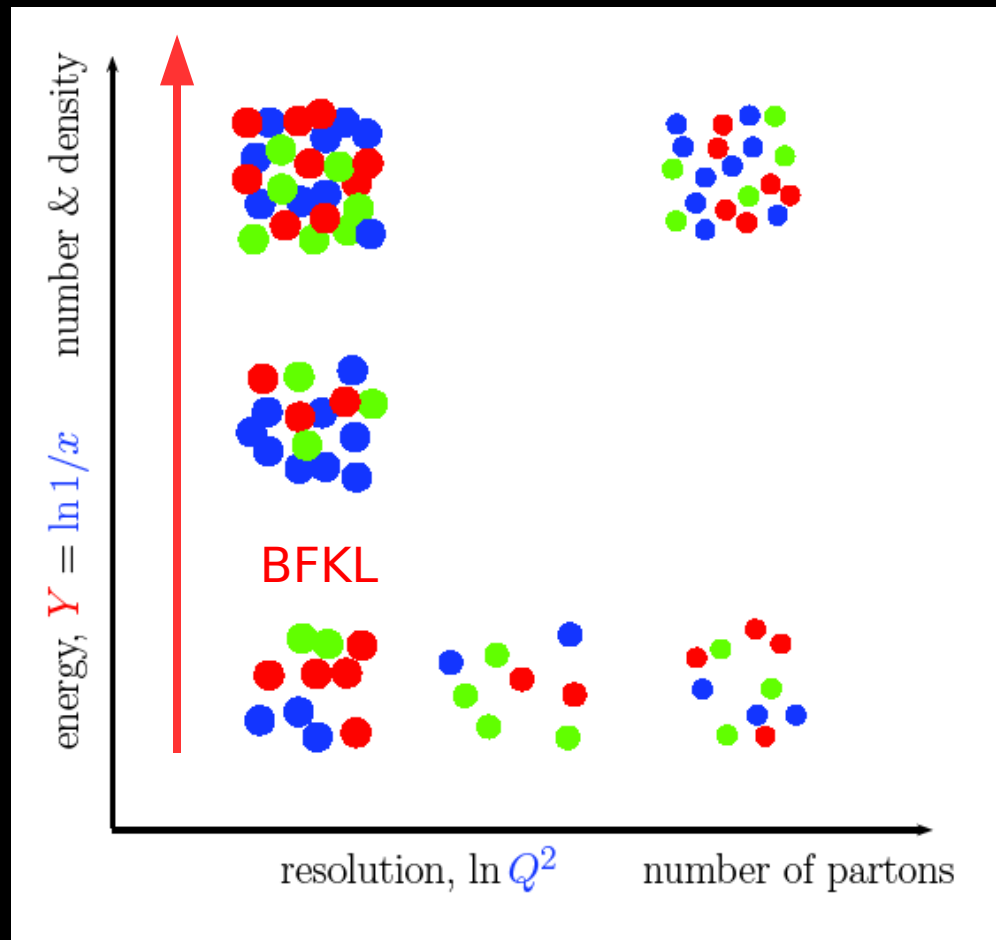 energy, Y = ln 1/x number & density
BFKL
resolution, ln Q² number of partons